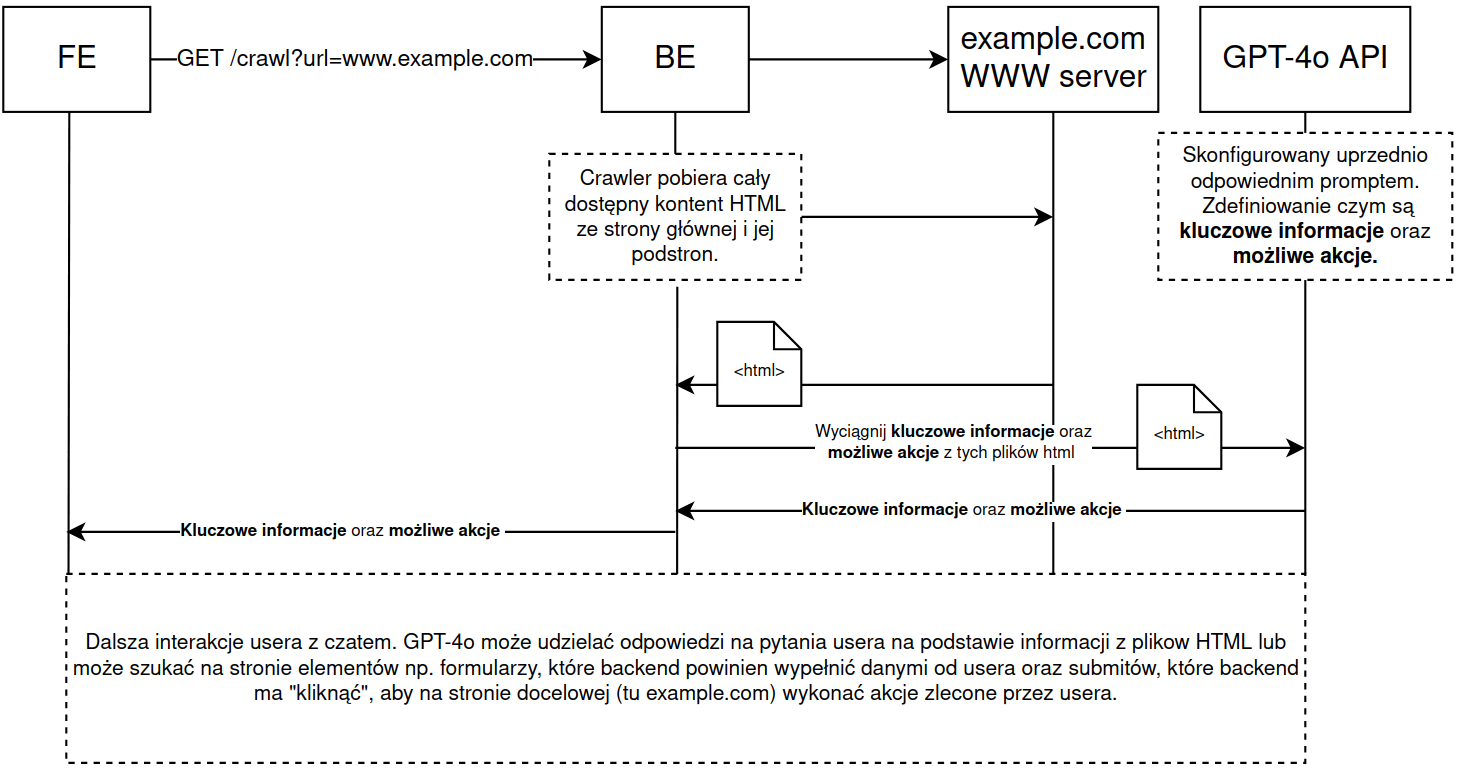 FE
GET /crawl?url=www.example.com
BE
example.com
WWW server
GPT-4o API
Crawler pobiera cały
dostępny kontent HTML
ze strony głównej i jej
podstron.
Skonfigurowany uprzednio
odpowiednim promptem.
Zdefiniowanie czym są
kluczowe informacje oraz
możliwe akcje.
<html>
Wyciągnij kluczowe informacje oraz
możliwe akcje z tych plików html
<html>
Kluczowe informacje oraz możliwe akcje
Kluczowe informacje oraz możliwe akcje
Dalsza interakcje usera z czatem. GPT-4o może udzielać odpowiedzi na pytania usera na podstawie informacji z plikow HTML lub
może szukać na stronie elementów np. formularzy, które backend powinien wypełnić danymi od usera oraz submitów, które backend
ma "kliknąć", aby na stronie docelowej (tu example.com) wykonać akcje zlecone przez usera.